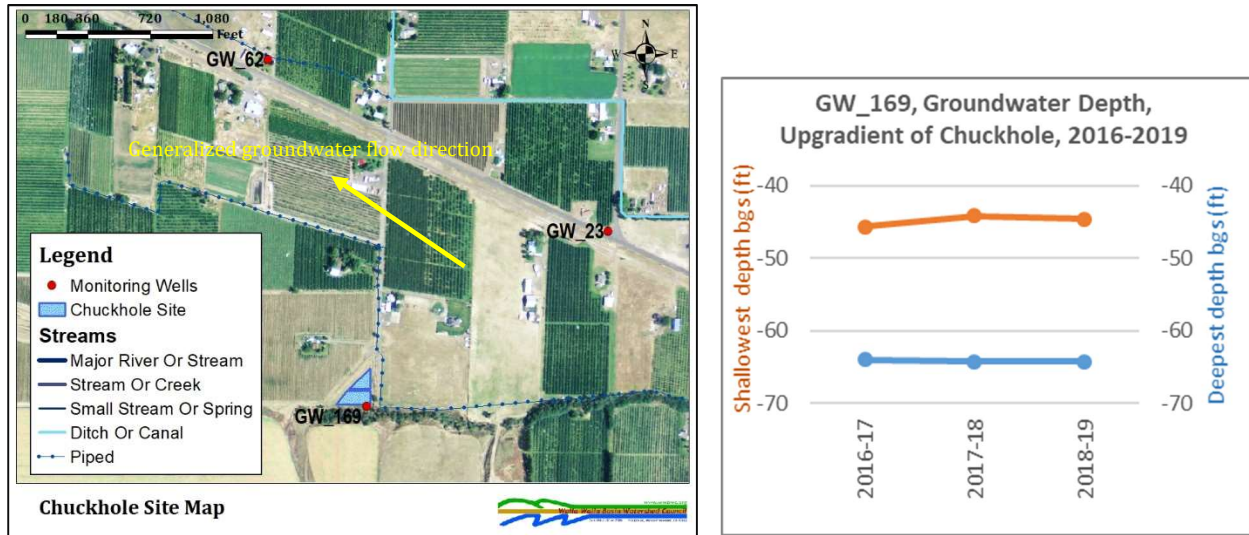 0 180 360 720 1,080
Feet
N
W E
S
GW_62
Generalized groundwater flow direction
GW_23
GW_169
Legend
Monitoring Wells
Chuckhole Site
Streams
Major River Or Stream
Stream Or Creek
Small Stream Or Spring
Ditch Or Canal
Piped
Chuckhole Site Map
Walla Walla Basin Watershed Council
GW_169, Groundwater Depth,
Upgradient of Chuckhole, 2016-2019
Shallowest depth bgs (ft)
-40
-50
-60
-70
2016-17
2017-18
2018-19
-40
-50
-60
-70
Deepest depth bgs (ft)